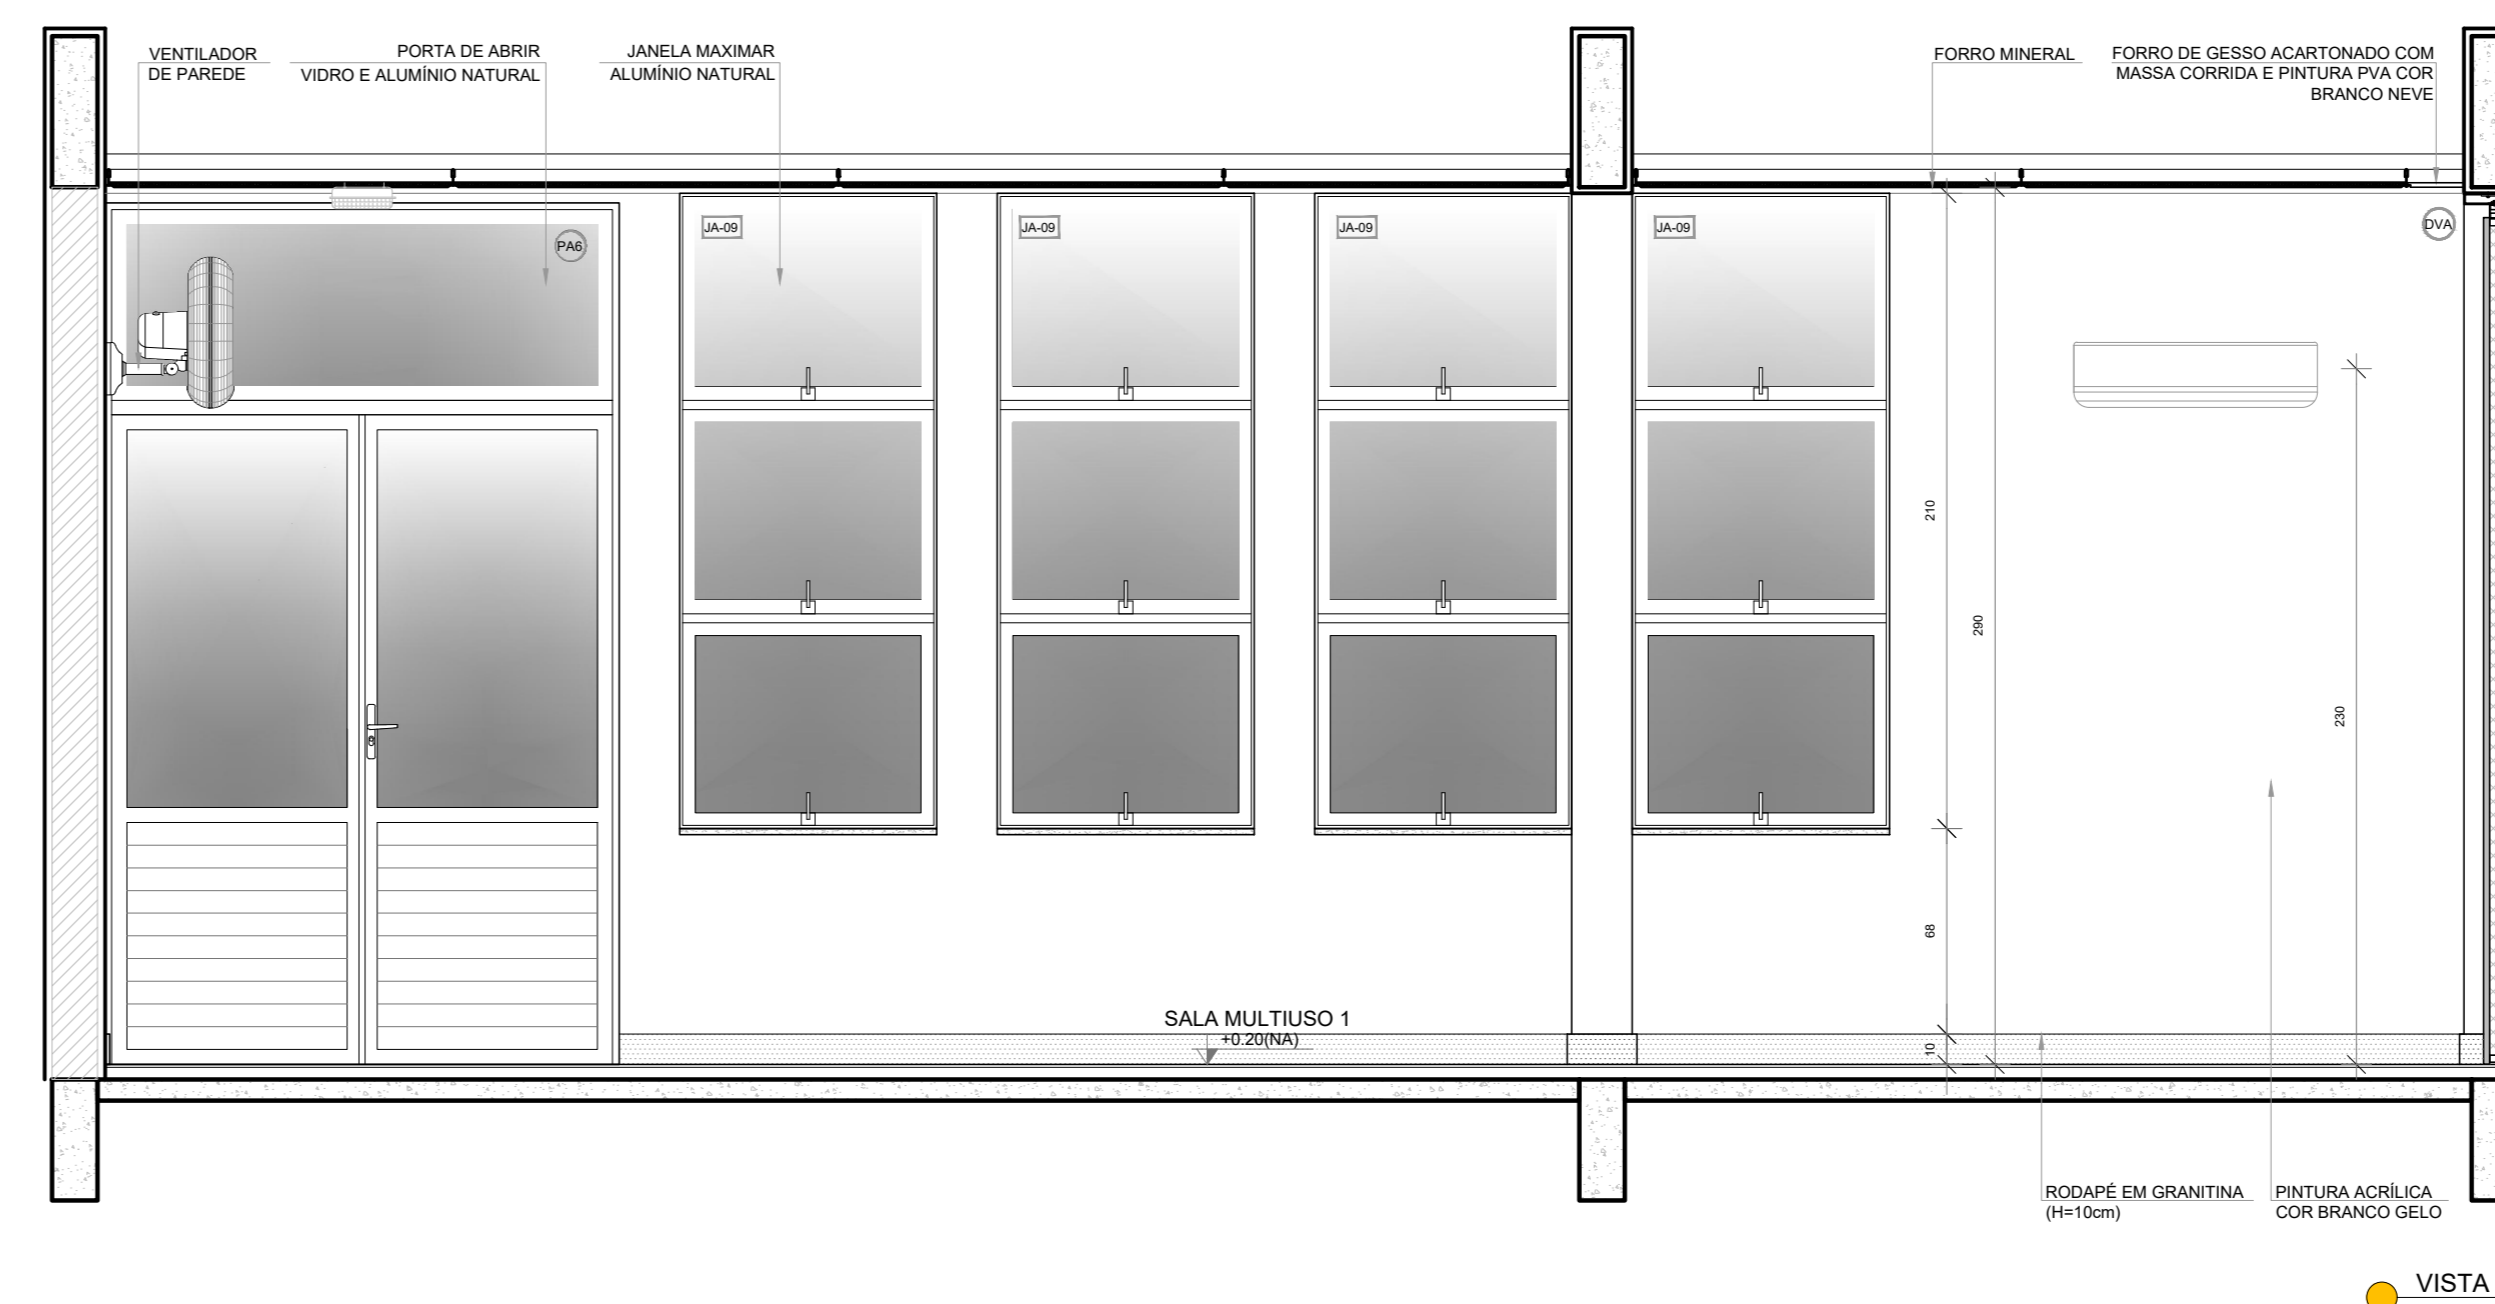 VENTILADOR
DE PAREDE
PORTA DE ABRIR
VIDRO E ALUMÍNIO NATURAL
JANELA MAXIMAR
ALUMÍNIO NATURAL
FORRO MINERAL
FORRO DE GESSO ACARTONADO COM
MASSA CORRIDA E PINTURA PVA COR
BRANCO NEVE
PA6
JA-09
JA-09
JA-09
JA-09
DVA
210
290
230
68
10
SALA MULTIUSO 1
+0.20(NA)
RODAPÉ EM GRANITINA
(H=10cm)
PINTURA ACRÍLICA
COR BRANCO GELO
VISTA